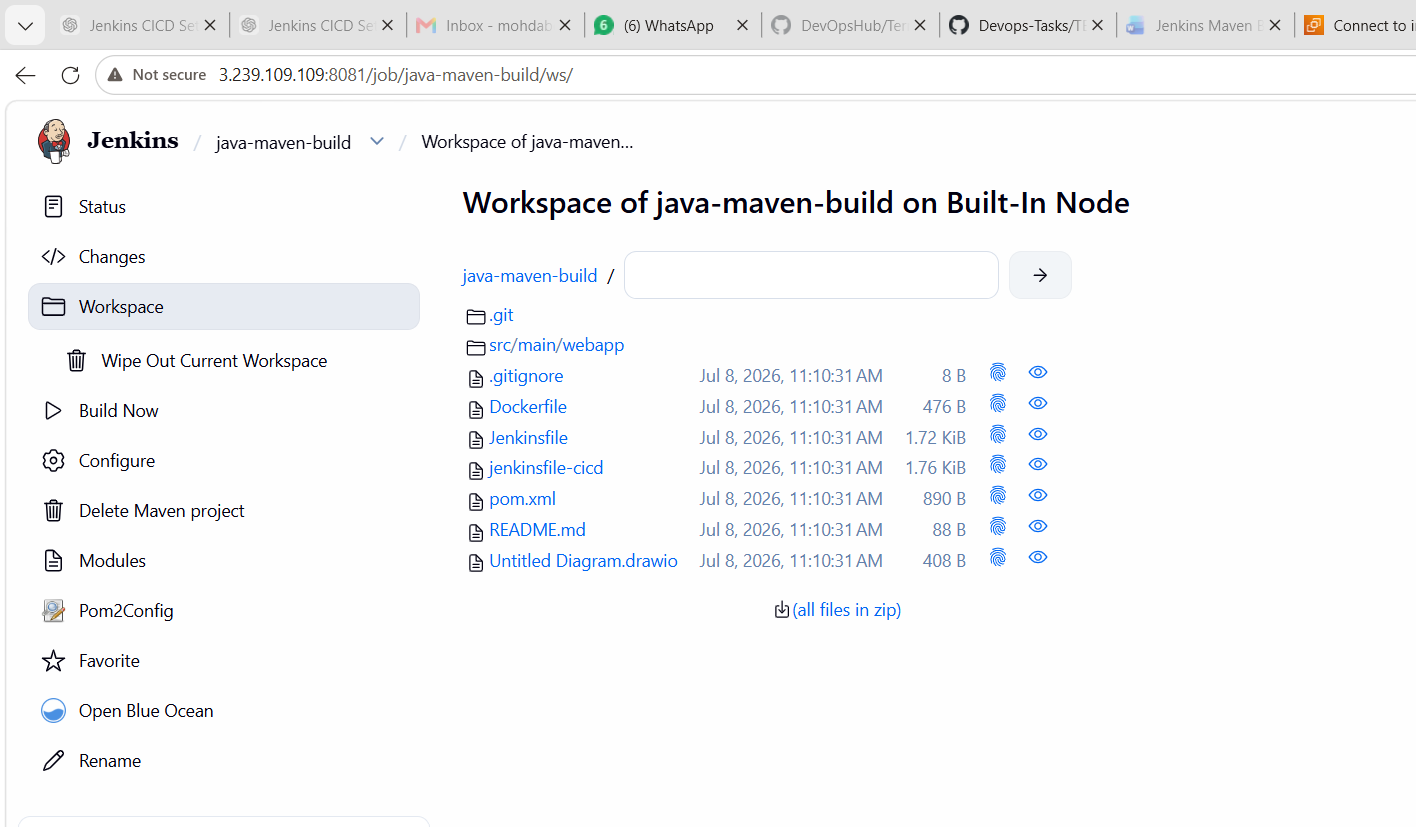 Jenkins CICD Se
Jenkins CICD Se
Inbox - mohdab
6
(6) WhatsApp
DevOpsHub/Ter
Devops-Tasks/TE
Jenkins Maven B
Connect to i
Not secure 3.239.109.109:8081/job/java-maven-build/ws/
Jenkins / java-maven-build / Workspace of java-maven...
Status
Changes
Workspace
Wipe Out Current Workspace
Build Now
Configure
Delete Maven project
Modules
Pom2Config
Favorite
Open Blue Ocean
Rename
Workspace of java-maven-build on Built-In Node
java-maven-build /
.git
src/main/webapp
.gitignore Jul 8, 2026, 11:10:31 AM 8 B
Dockerfile Jul 8, 2026, 11:10:31 AM 476 B
Jenkinsfile Jul 8, 2026, 11:10:31 AM 1.72 KiB
jenkinsfile-cicd Jul 8, 2026, 11:10:31 AM 1.76 KiB
pom.xml Jul 8, 2026, 11:10:31 AM 890 B
README.md Jul 8, 2026, 11:10:31 AM 88 B
Untitled Diagram.drawio Jul 8, 2026, 11:10:31 AM 408 B
(all files in zip)